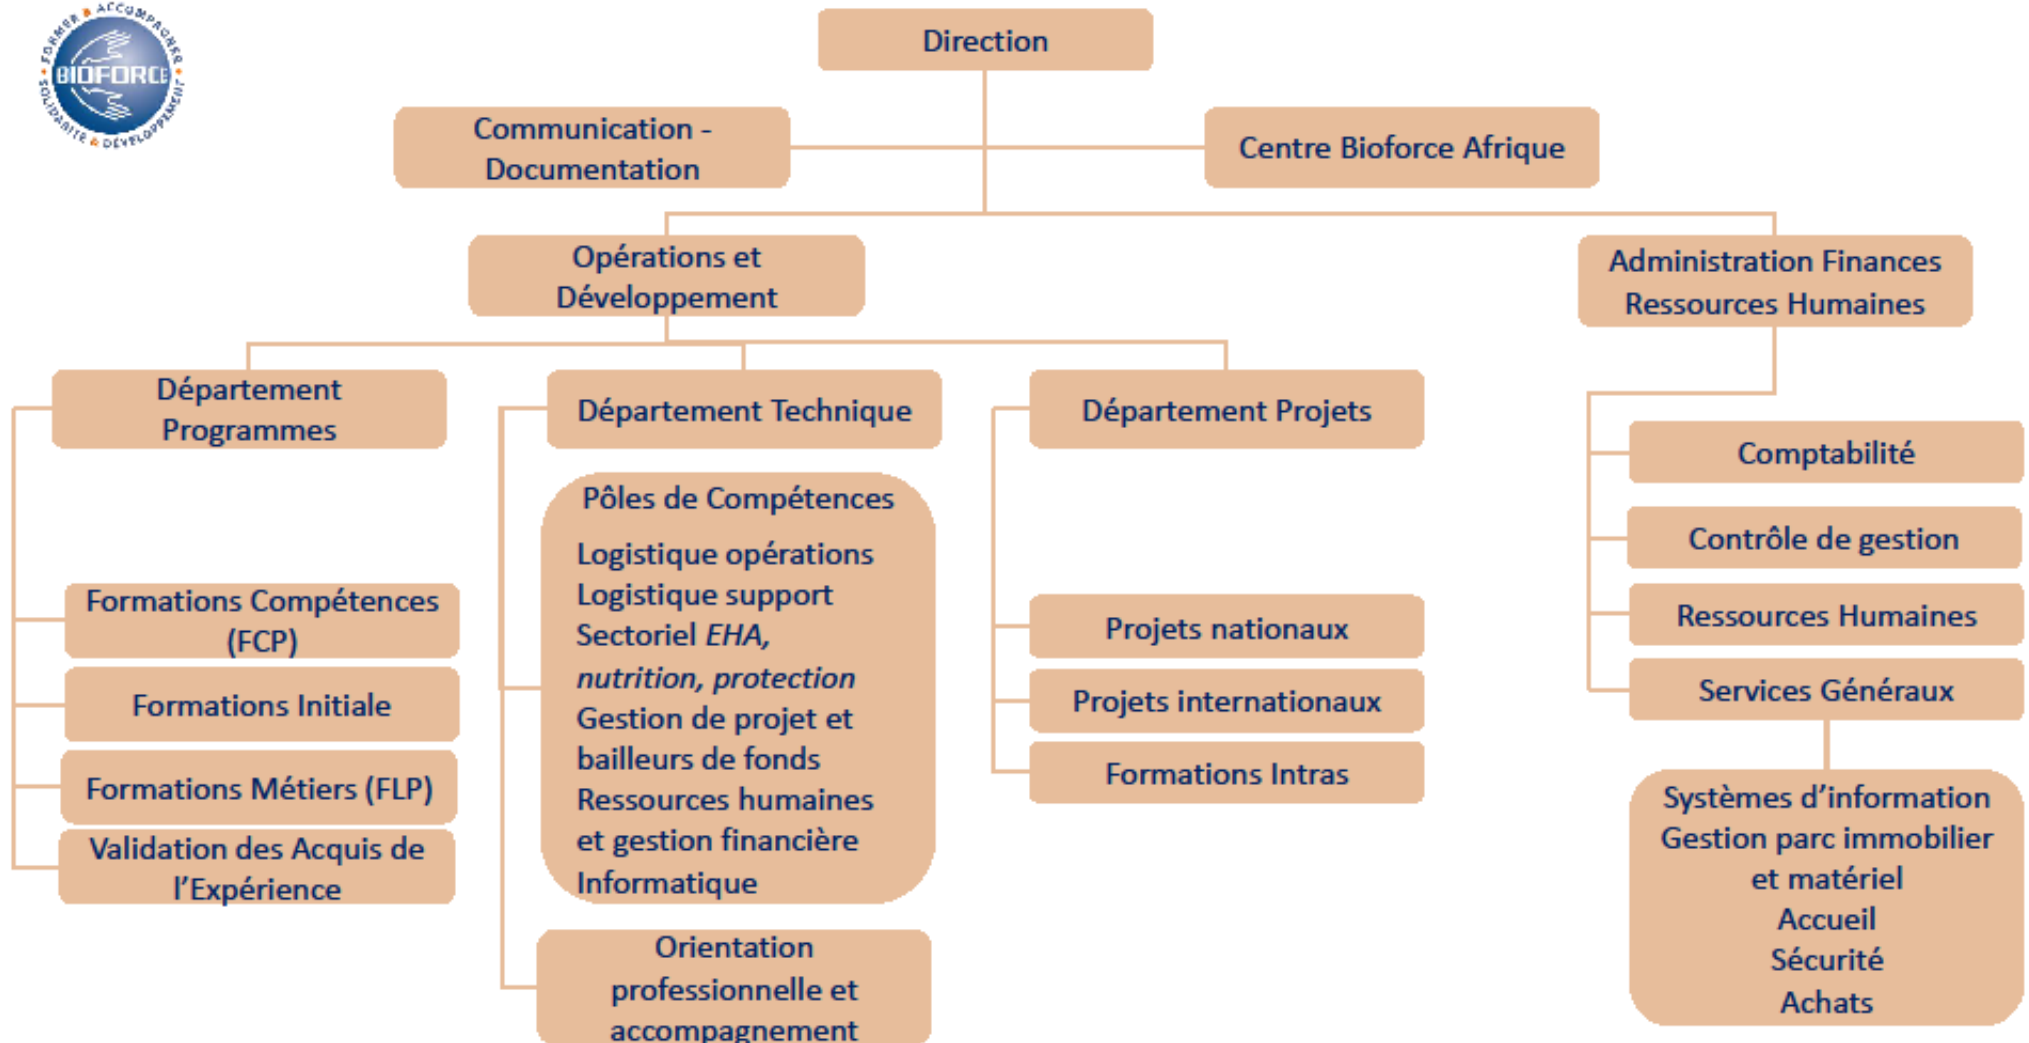 FORMER & ACCOMPAGNER
BIOFORCE
SOLIDARITÉ & DÉVELOPPEMENT
Direction
Communication -
Documentation
Centre Bioforce Afrique
Opérations et
Développement
Administration Finances
Ressources Humaines
Département
Programmes
Département Technique
Département Projets
Formations Compétences
(FCP)
Formations Initiale
Formations Métiers (FLP)
Validation des Acquis de
l’Expérience
Pôles de Compétences
Logistique opérations
Logistique support
Sectoriel EHA,
nutrition, protection
Gestion de projet et
bailleurs de fonds
Ressources humaines
et gestion financière
Informatique
Orientation
professionnelle et
accompagnement
Projets nationaux
Projets internationaux
Formations Intras
Comptabilité
Contrôle de gestion
Ressources Humaines
Services Généraux
Systèmes d’information
Gestion parc immobilier
et matériel
Accueil
Sécurité
Achats